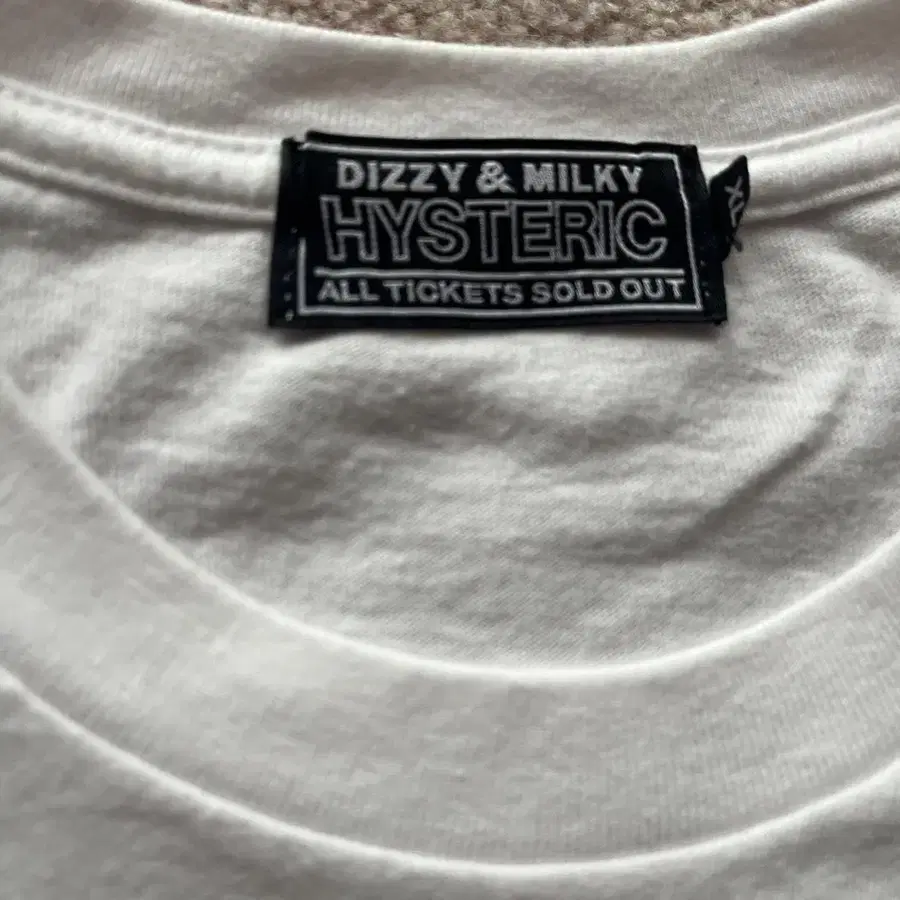 DIZZY & MILKY
HYSTERIC
ALL TICKETS SOLD OUT
XL